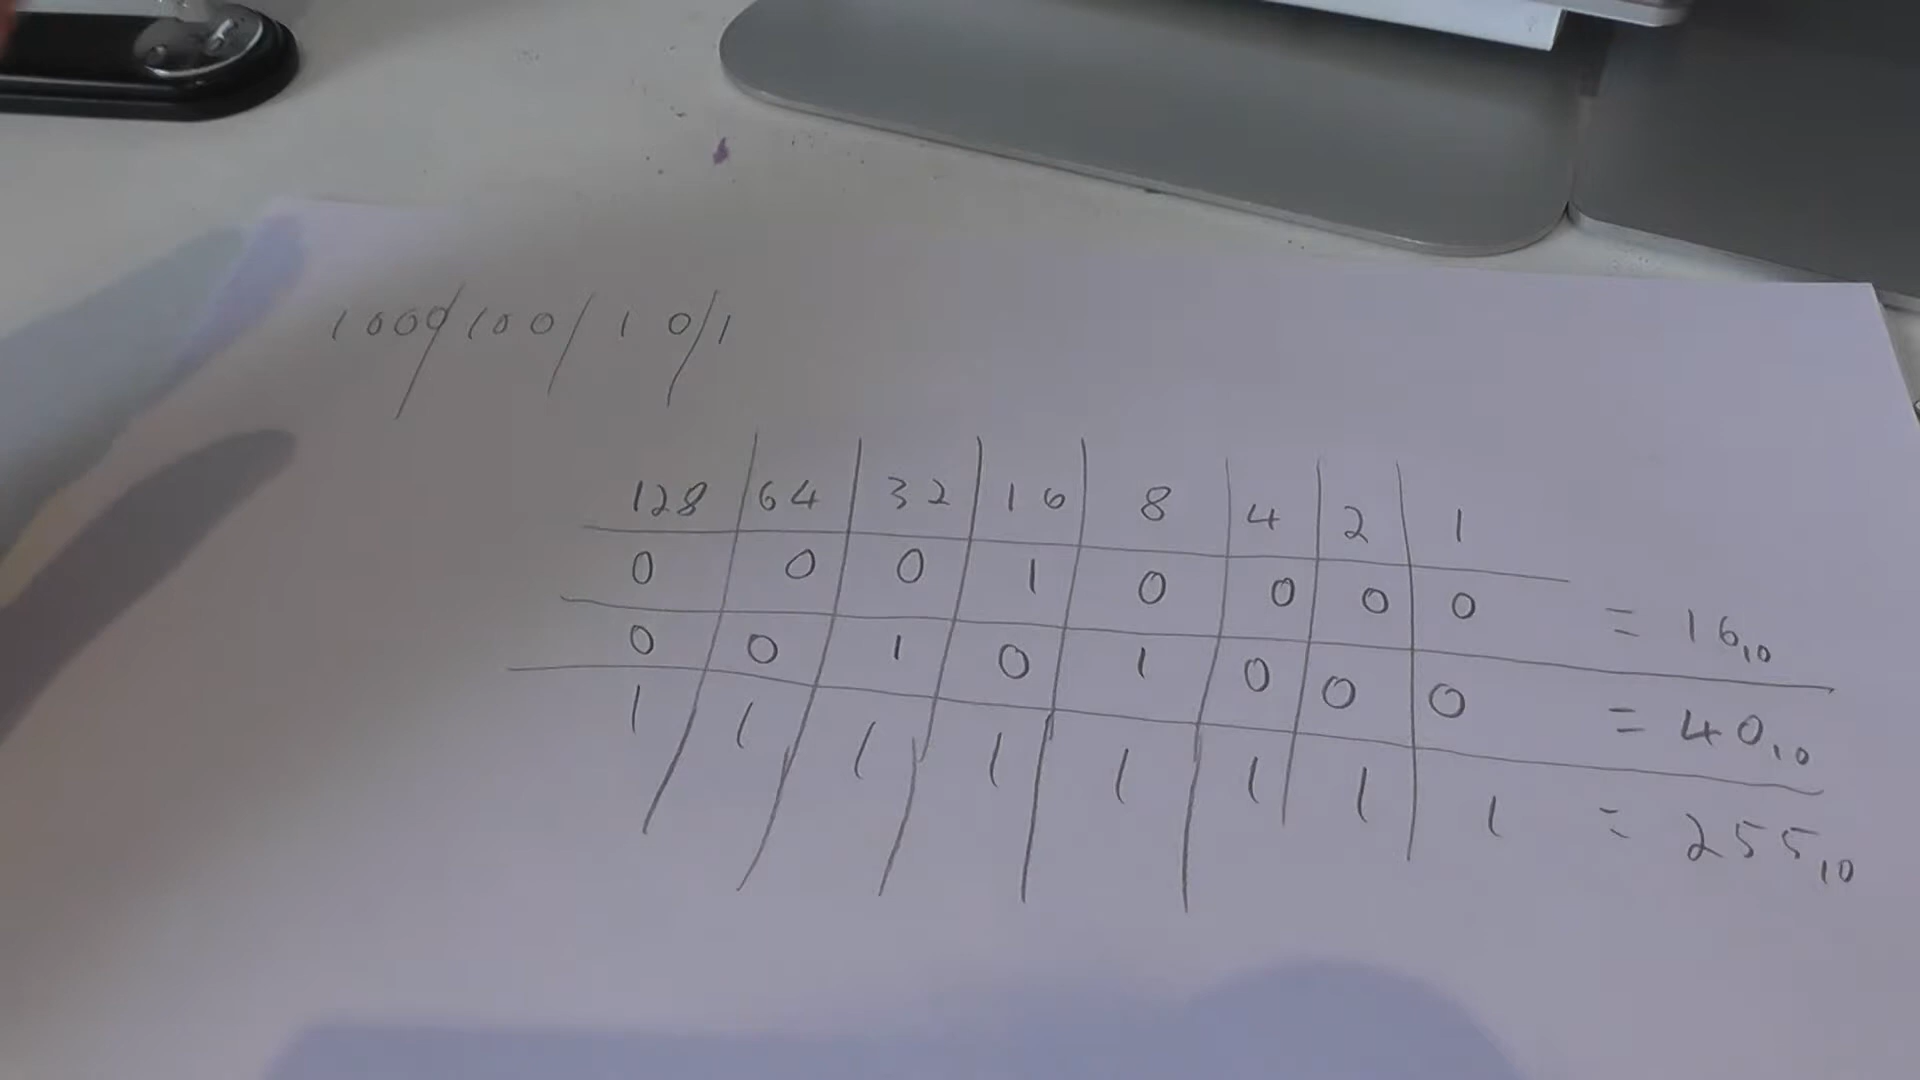 1000/100/10/1
128|64|32|16|8|4|2|1
0|0|0|1|0|0|0|0 = 16₁₀
0|0|1|0|1|0|0|0 = 40₁₀
1|1|1|1|1|1|1|1 = 255₁₀